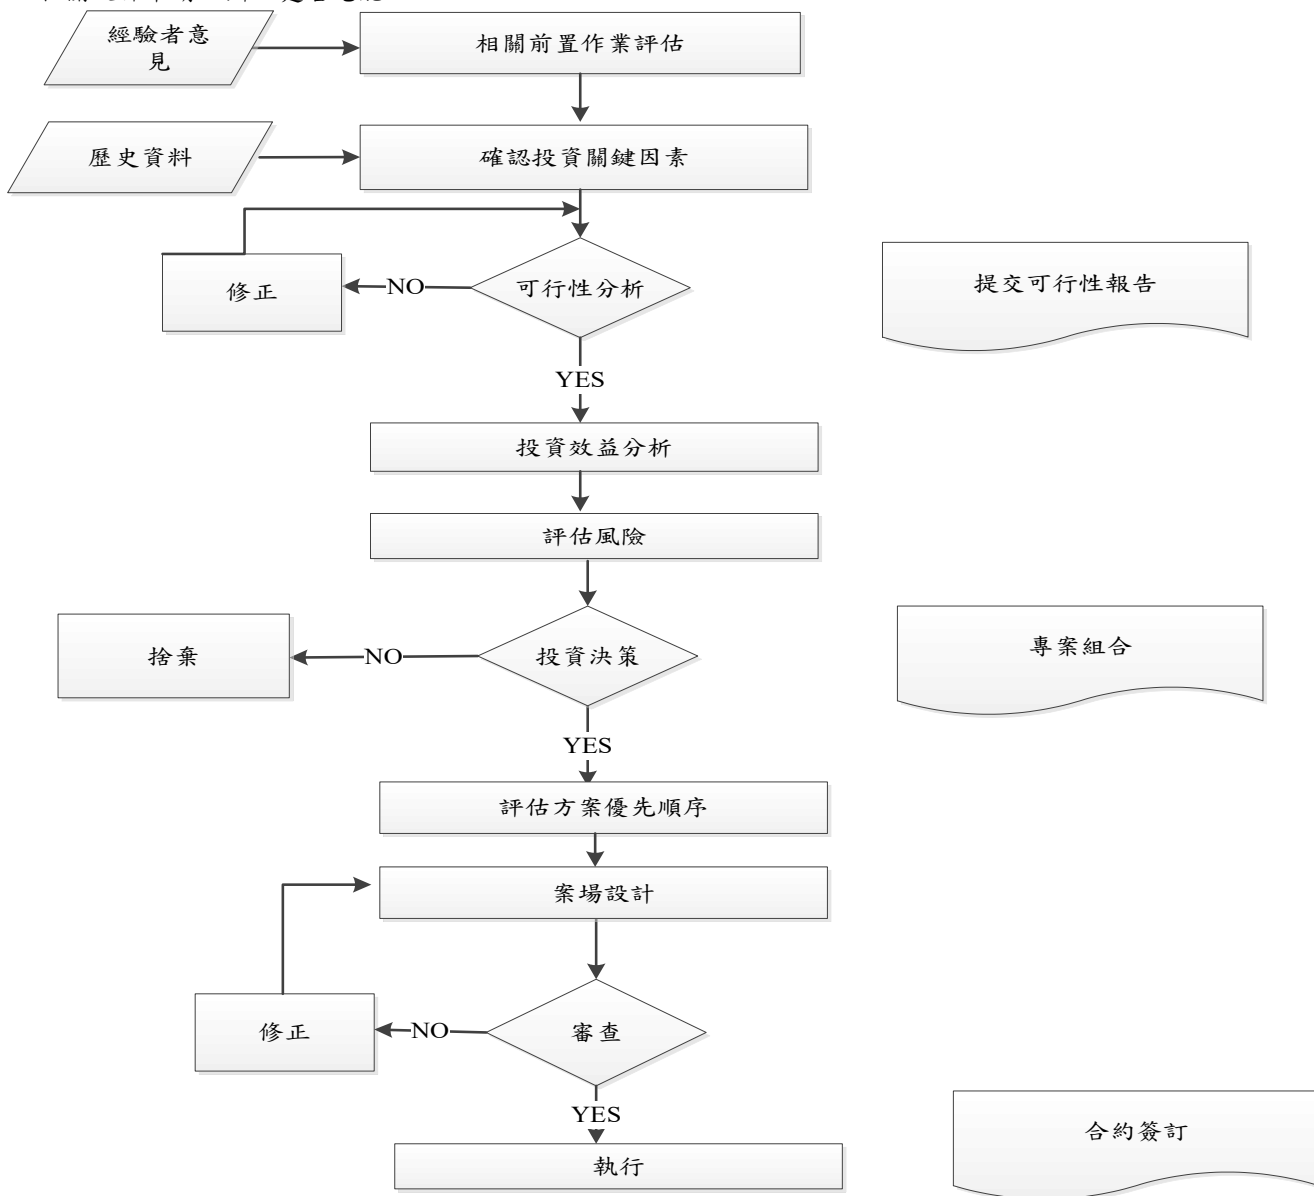 經驗者意
見
相關前置作業評估
歷史資料
確認投資關鍵因素
修正
NO
可行性分析
提交可行性報告
YES
投資效益分析
評估風險
捨棄
NO
投資決策
專案組合
YES
評估方案優先順序
案場設計
修正
NO
審查
YES
合約簽訂
執行